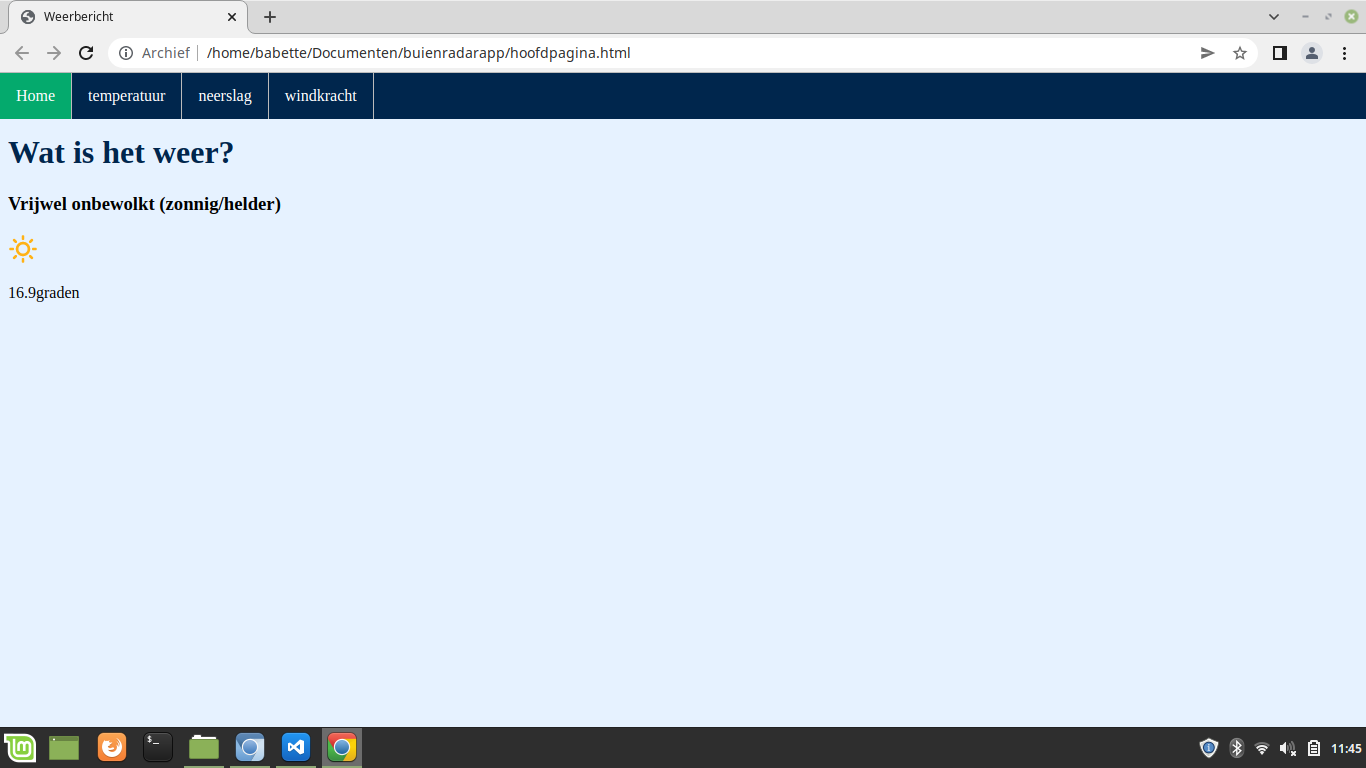 Weerbericht
Archief /home/babette/Documenten/buienradarapp/hoofdpagina.html
Home temperatuur neerslag windkracht
Wat is het weer?
Vrijwel onbewolkt (zonnig/helder)
16.9graden
11:45